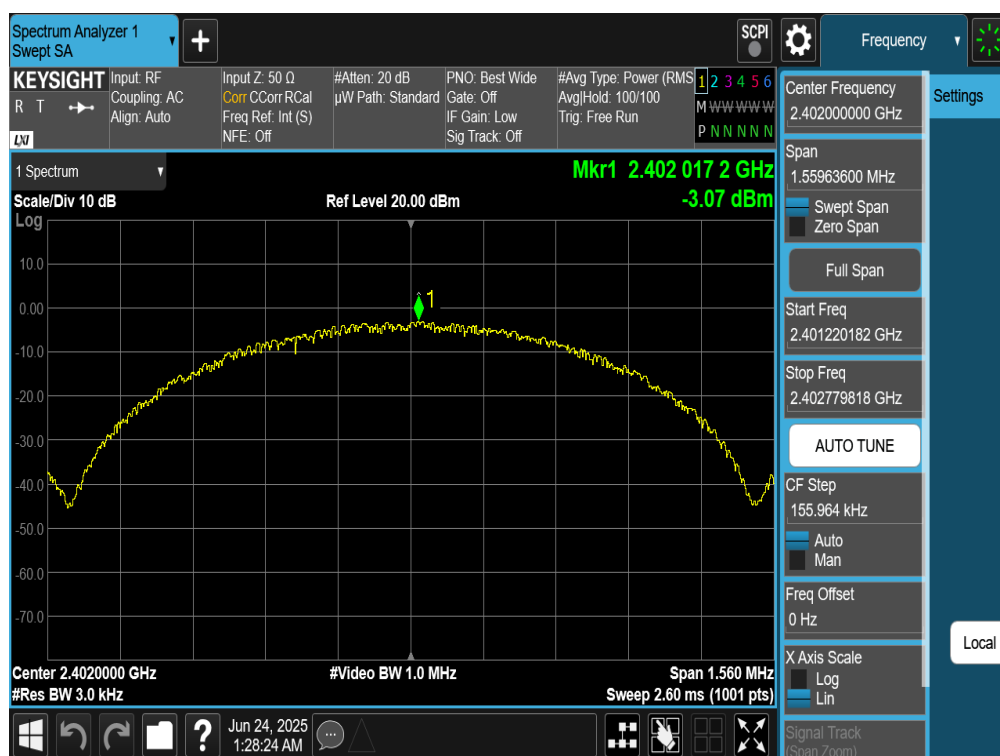 Spectrum Analyzer 1
Swept SA
+
SCPI
Frequency
KEYSIGHT
R T
LXI
Input: RF
Coupling: AC
Align: Auto
Input Z: 50 Ω
Corr CCorr RCal
Freq Ref: Int (S)
NFE: Off
#Atten: 20 dB
µW Path: Standard
PNO: Best Wide
Gate: Off
IF Gain: Low
Sig Track: Off
#Avg Type: Power (RMS
Avg|Hold: 100/100
Trig: Free Run
1 2 3 4 5 6
M W W W W W
P N N N N N
1 Spectrum
Mkr1 2.402 017 2 GHz
-3.07 dBm
Scale/Div 10 dB
Ref Level 20.00 dBm
Log
10.0
0.00
-10.0
-20.0
-30.0
-40.0
-50.0
-60.0
-70.0
1
Center 2.4020000 GHz
#Video BW 1.0 MHz
Span 1.560 MHz
#Res BW 3.0 kHz
Sweep 2.60 ms (1001 pts)
?
Jun 24, 2025
1:28:24 AM
Center Frequency
2.402000000 GHz
Span
1.55963600 MHz
Swept Span
Zero Span
Full Span
Start Freq
2.401220182 GHz
Stop Freq
2.402779818 GHz
AUTO TUNE
CF Step
155.964 kHz
Auto
Man
Freq Offset
0 Hz
X Axis Scale
Log
Lin
Signal Track
(Span Zoom)
Settings
Local